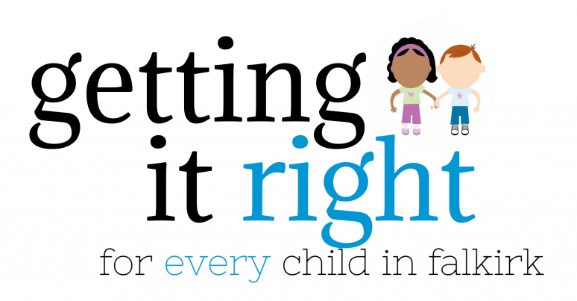 getting
it right
for every child in falkirk